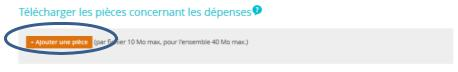 Télécharger les pièces concernant les dépenses ?
+ Ajouter une pièce (par fichier 10 Mo max, pour l'ensemble 40 Mo max.)